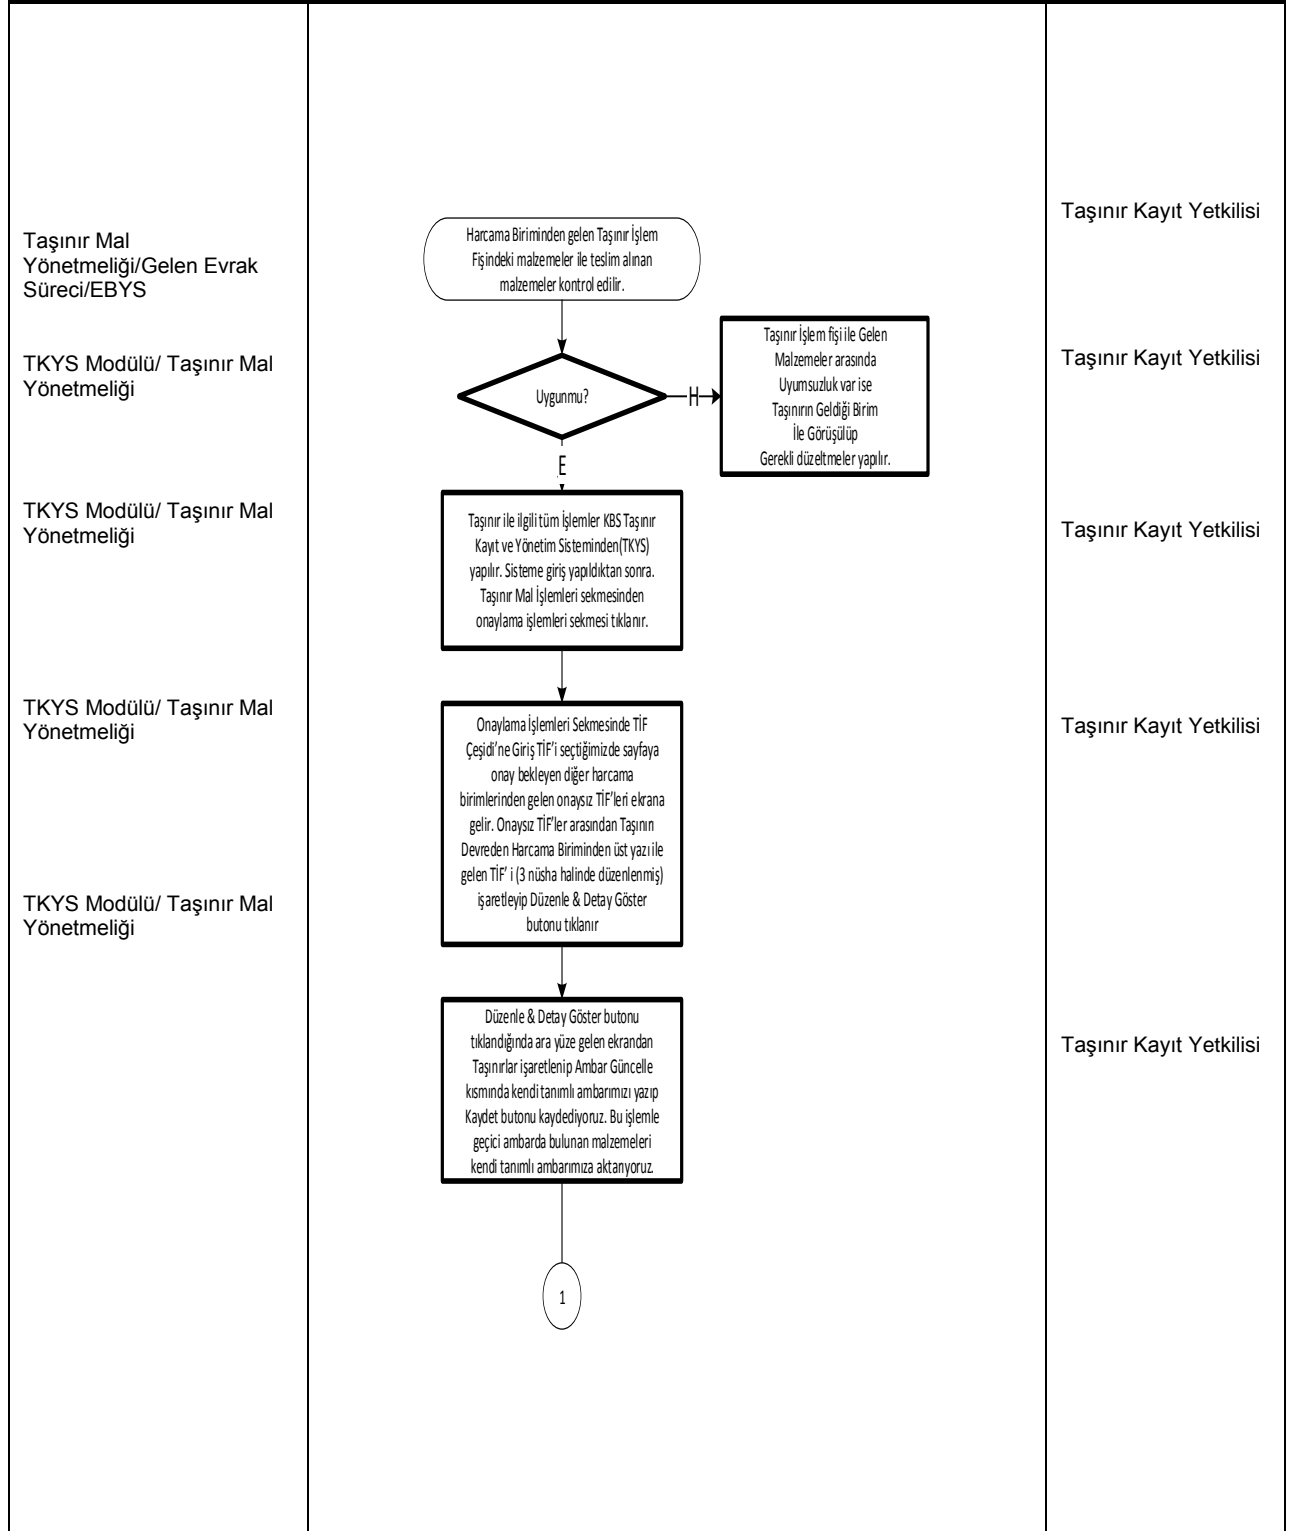 Taşınır Mal
Yönetmeliği/Gelen Evrak
Süreci/EBYS
TKYS Modülü/ Taşınır Mal
Yönetmeliği
TKYS Modülü/ Taşınır Mal
Yönetmeliği
TKYS Modülü/ Taşınır Mal
Yönetmeliği
TKYS Modülü/ Taşınır Mal
Yönetmeliği
Harcama Biriminden gelen Taşınır İşlem
Fişindeki malzemeler ile teslim alınan
malzemeler kontrol edilir.
Uygunmu?
H
Taşınır İşlem fişi ile Gelen
Malzemeler arasında
Uyumsuzluk var ise
Taşınırın Geldiği Birim
İle Görüşülüp
Gerekli düzeltmeler yapılır.
E
Taşınır ile ilgili tüm İşlemler KBS Taşınır
Kayıt ve Yönetim Sisteminden(TKYS)
yapılır. Sisteme giriş yapıldıktan sonra.
Taşınır Mal İşlemleri sekmesinden
onaylama işlemleri sekmesi tıklanır.
Onaylama İşlemleri Sekmesinde TİF
Çeşidi’ne Giriş TİF’i seçtiğimizde sayfaya
onay bekleyen diğer harcama
birimlerinden gelen onaysız TİF’leri ekrana
gelir. Onaysız TİF’ler arasından Taşının
Devreden Harcama Biriminden üst yazı ile
gelen TİF’ i (3 nüsha halinde düzenlenmiş)
işaretleyip Düzenle & Detay Göster
butonu tıklanır
Düzenle & Detay Göster butonu
tıklandığında ara yüze gelen ekrandan
Taşınırlar işaretlenip Ambar Güncelle
kısmında kendi tanımlı ambarımızı yazıp
Kaydet butonu kaydediyoruz. Bu işlemle
geçici ambarda bulunan malzemeleri
kendi tanımlı ambarımıza aktarıyoruz.
1
Taşınır Kayıt Yetkilisi
Taşınır Kayıt Yetkilisi
Taşınır Kayıt Yetkilisi
Taşınır Kayıt Yetkilisi
Taşınır Kayıt Yetkilisi